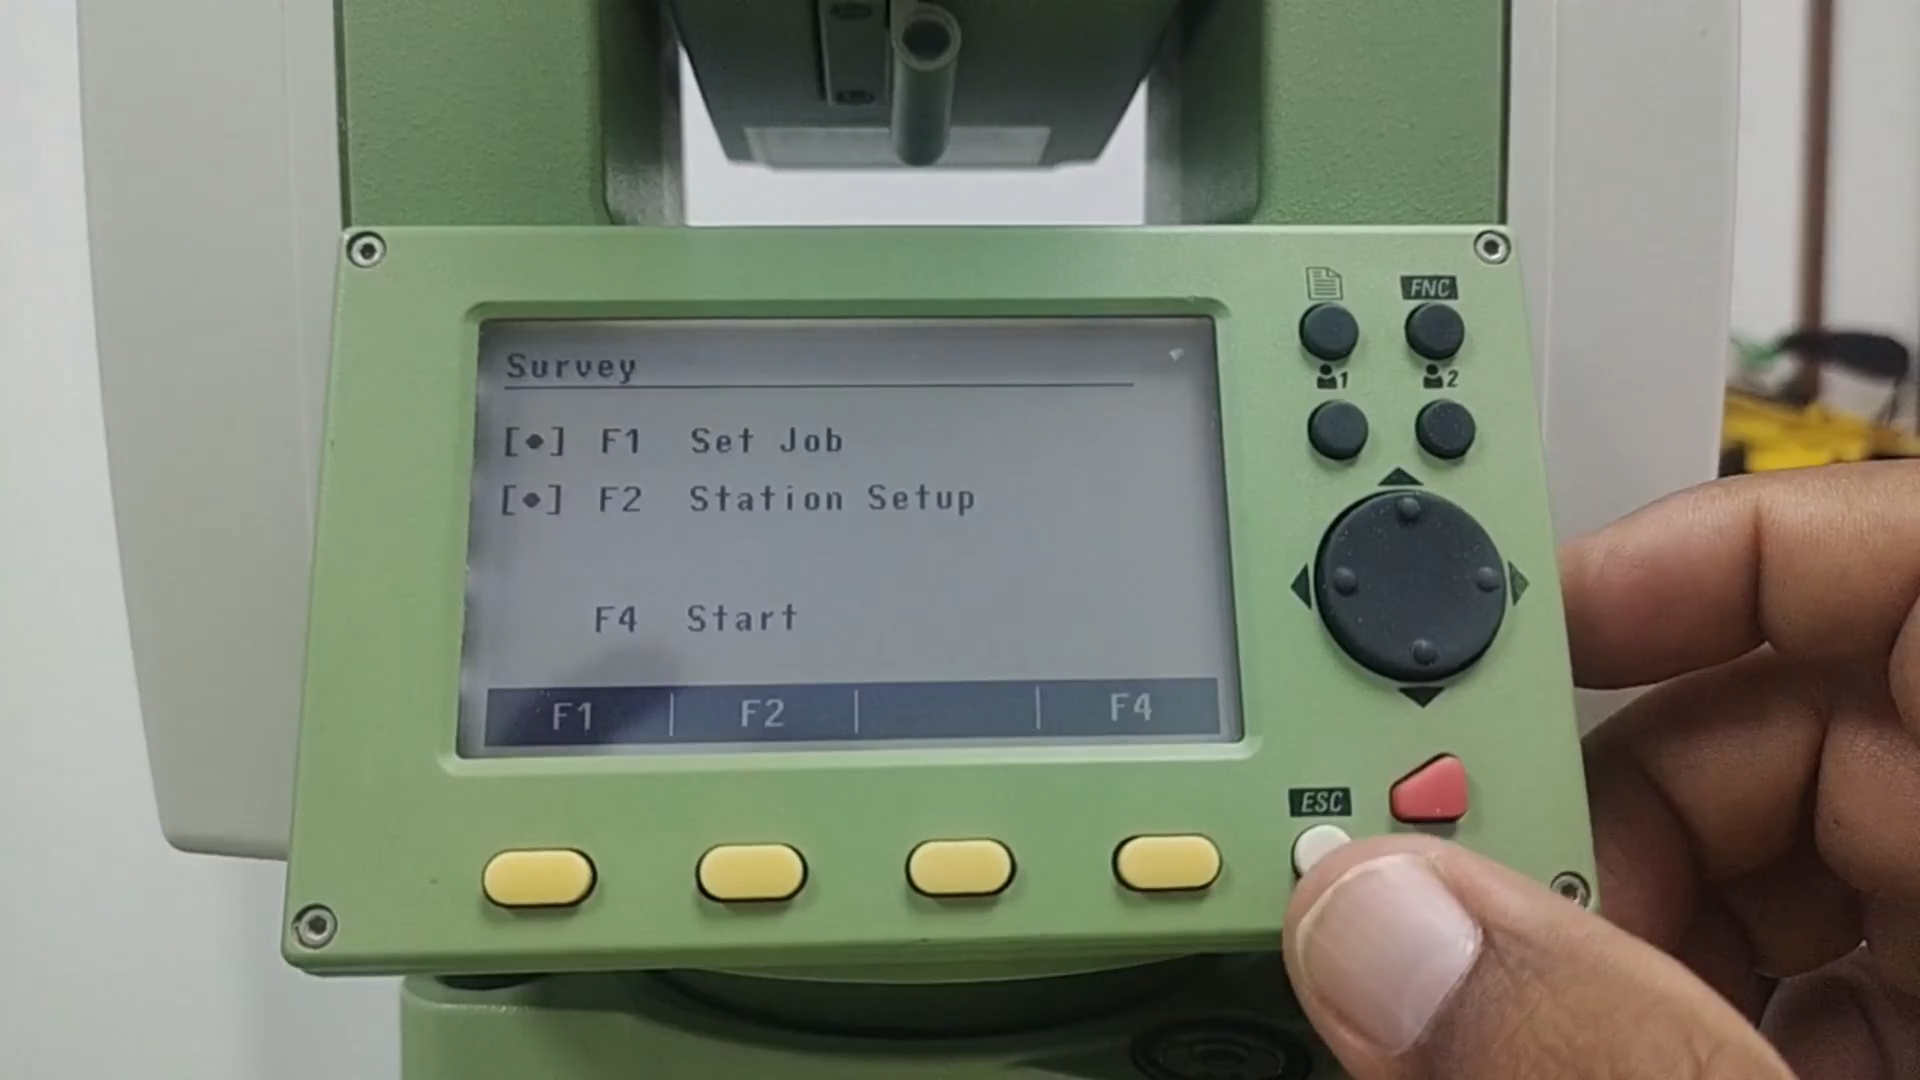 FNC
1 2
Survey
[•] F1 Set Job
[•] F2 Station Setup
F4 Start
F1 F2 F4
ESC